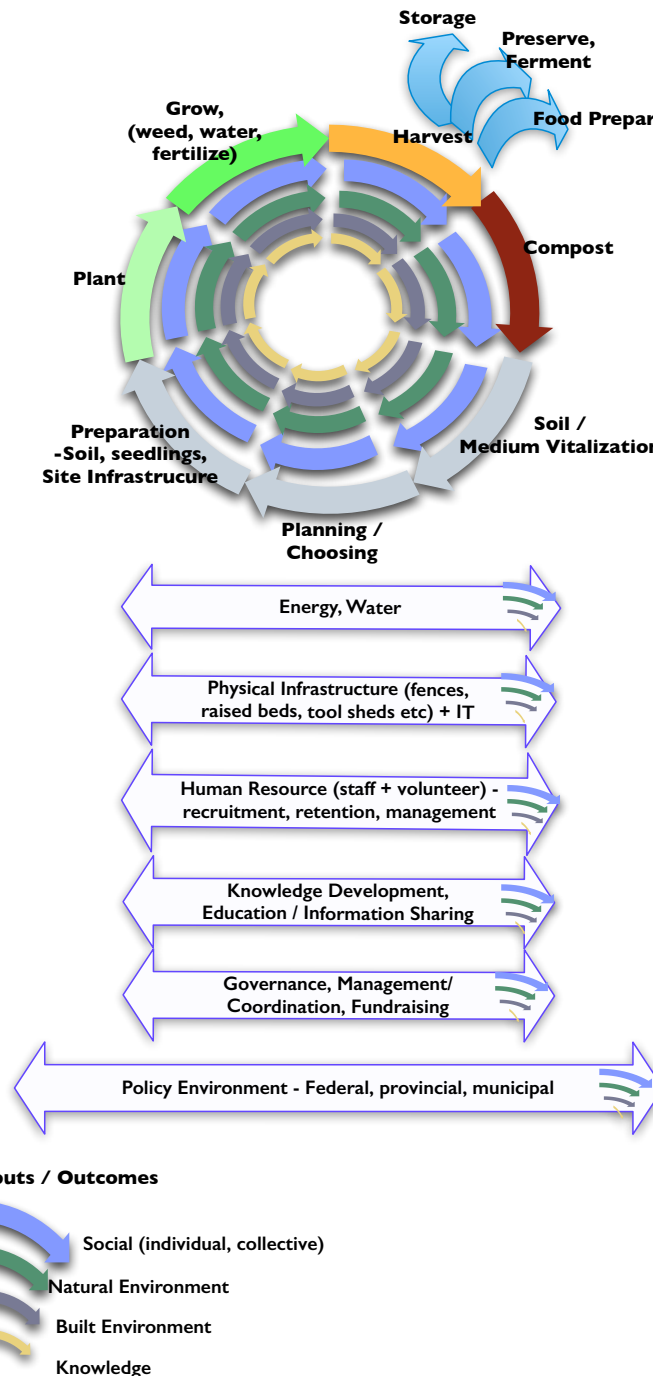 Storage
Preserve,
Ferment
Grow,
(weed, water,
fertilize)
Harvest
Food Prepar
Compost
Plant
Preparation
-Soil, seedlings,
Site Infrastrucure
Soil /
Medium Vitalization
Planning /
Choosing
Energy, Water
Physical Infrastructure (fences,
raised beds, tool sheds etc) + IT
Human Resource (staff + volunteer) -
recruitment, retention, management
Knowledge Development,
Education / Information Sharing
Governance, Management/
Coordination, Fundraising
Policy Environment - Federal, provincial, municipal
puts / Outcomes
Social (individual, collective)
Natural Environment
Built Environment
Knowledge